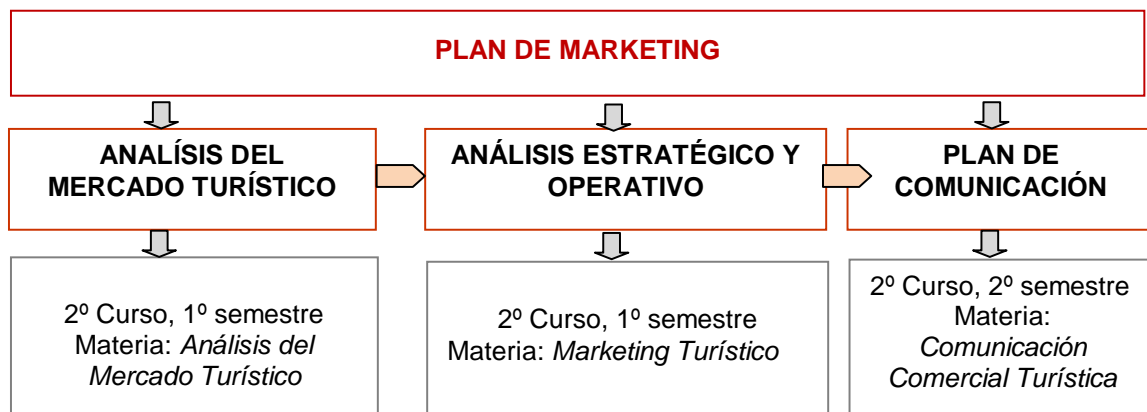 PLAN DE MARKETING
ANALÍSIS DEL
MERCADO TURÍSTICO
ANÁLISIS ESTRATÉGICO Y
OPERATIVO
PLAN DE
COMUNICACIÓN
2º Curso, 1º semestre
Materia: Análisis del
Mercado Turístico
2º Curso, 1º semestre
Materia: Marketing Turístico
2º Curso, 2º semestre
Materia:
Comunicación
Comercial Turística